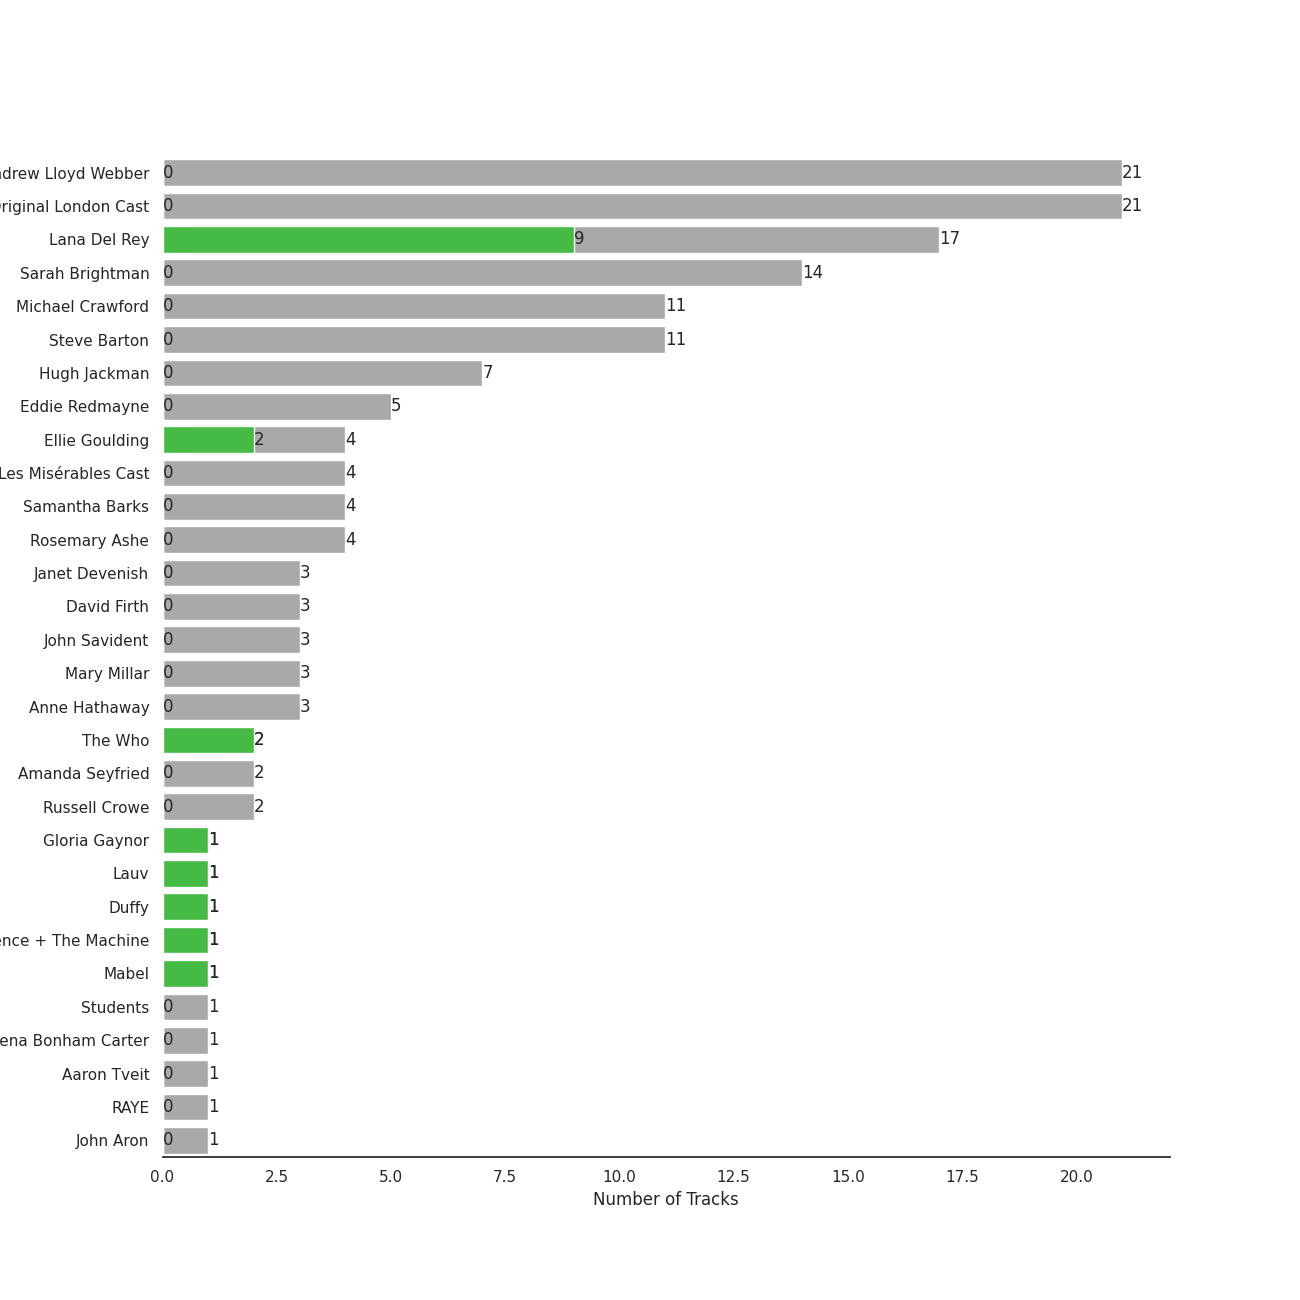 drew Lloyd Webber 0 21
riginal London Cast 0 21
Lana Del Rey 9 17
Sarah Brightman 0 14
Michael Crawford 0 11
Steve Barton 0 11
Hugh Jackman 0 7
Eddie Redmayne 0 5
Ellie Goulding 2 4
Les Misérables Cast 0 4
Samantha Barks 0 4
Rosemary Ashe 0 4
Janet Devenish 0 3
David Firth 0 3
John Savident 0 3
Mary Millar 0 3
Anne Hathaway 0 3
The Who 2
Amanda Seyfried 0 2
Russell Crowe 0 2
Gloria Gaynor 1
Lauv 1
Duffy 1
ence + The Machine 1
Mabel 1
Students 0 1
ena Bonham Carter 0 1
Aaron Tveit 0 1
RAYE 0 1
John Aron 0 1
0.0 2.5 5.0 7.5 10.0 12.5 15.0 17.5 20.0
Number of Tracks